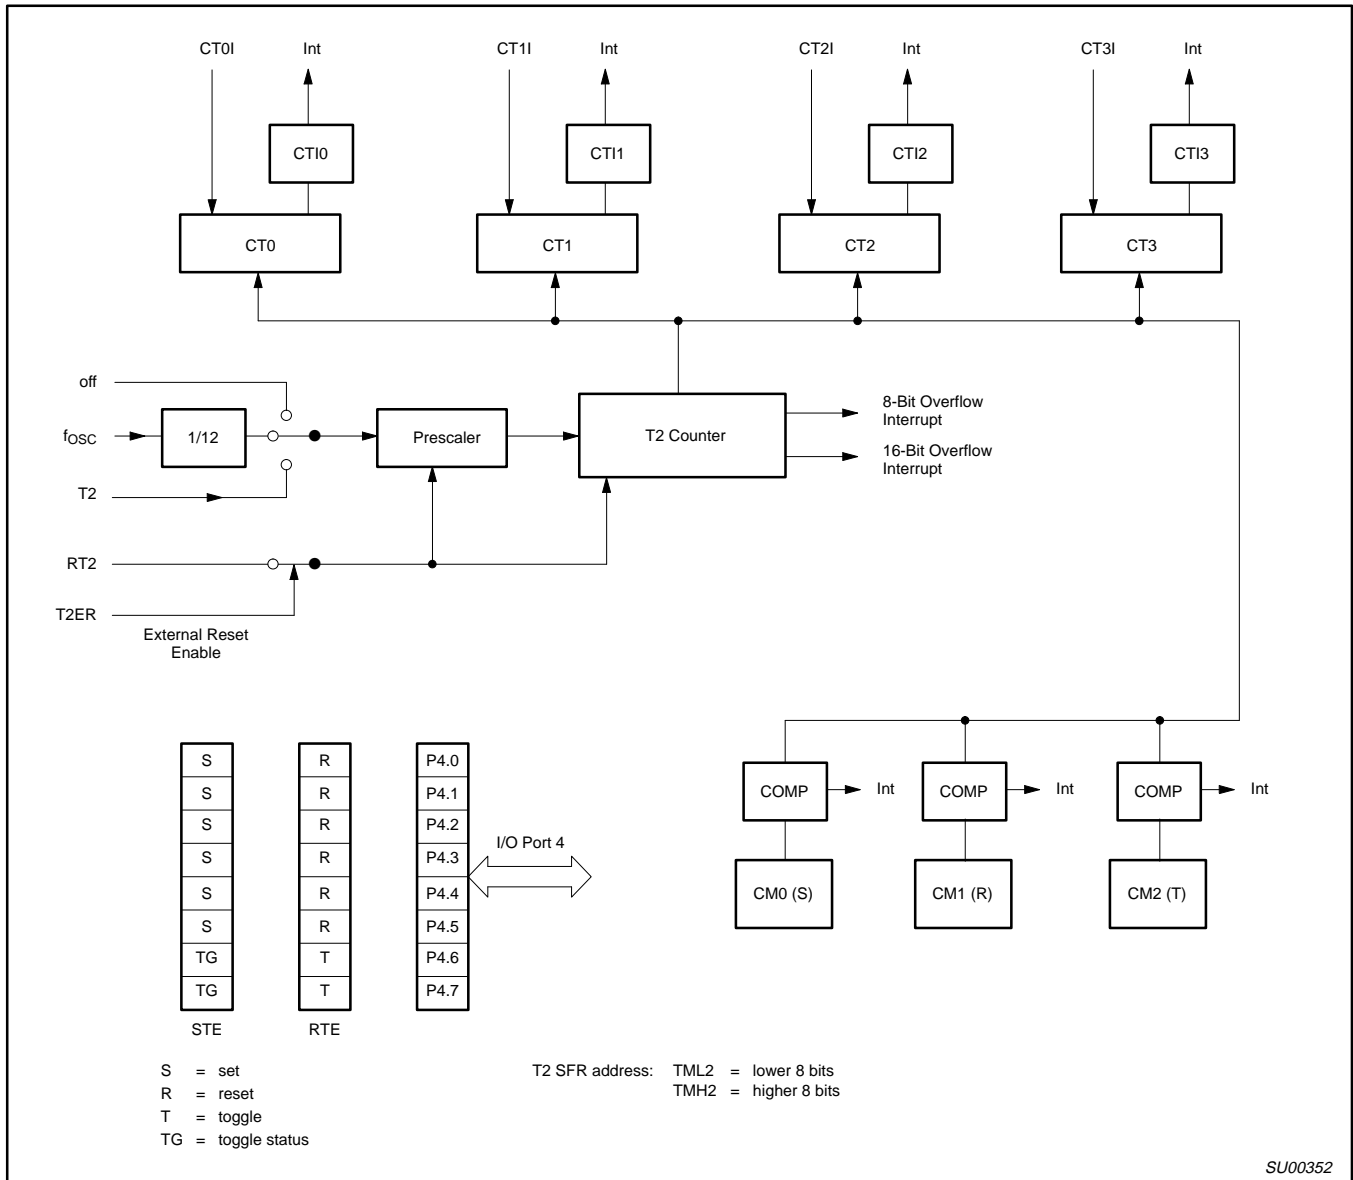 CT0I Int CT1I Int CT2I Int CT3I Int
CTI0 CTI1 CTI2 CTI3
CT0 CT1 CT2 CT3
off
fOSC
1/12
Prescaler
T2 Counter
8-Bit Overflow
Interrupt
16-Bit Overflow
Interrupt
T2
RT2
T2ER
External Reset
Enable
S R P4.0
S R P4.1
S R P4.2
S R P4.3
S R P4.4
S R P4.5
TG T P4.6
TG T P4.7
STE RTE
I/O Port 4
COMP Int COMP Int COMP Int
CM0 (S) CM1 (R) CM2 (T)
S = set
R = reset
T = toggle
TG = toggle status
T2 SFR address: TML2 = lower 8 bits
TMH2 = higher 8 bits
SU00352